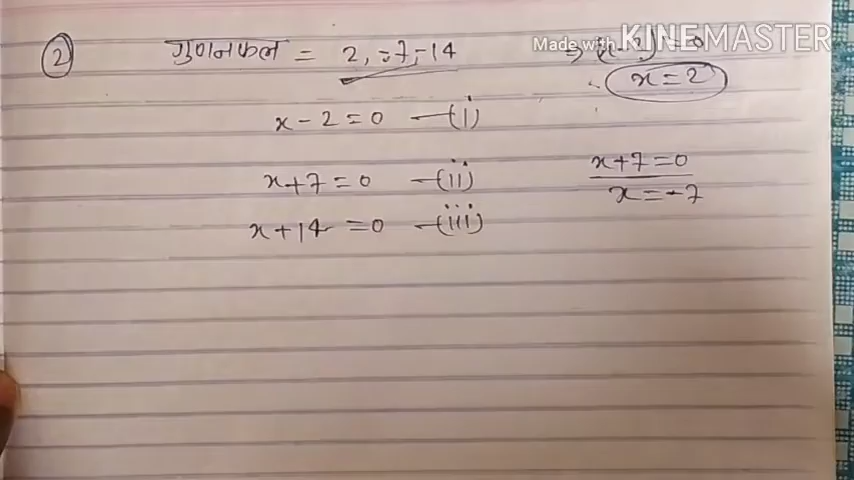 ② गुणनफल = 2, -7, -14
Made with KINEMASTER
x = 2
x - 2 = 0 —(i)
x + 7 = 0 —(ii)
x + 7 = 0
x = -7
x + 14 = 0 —(iii)